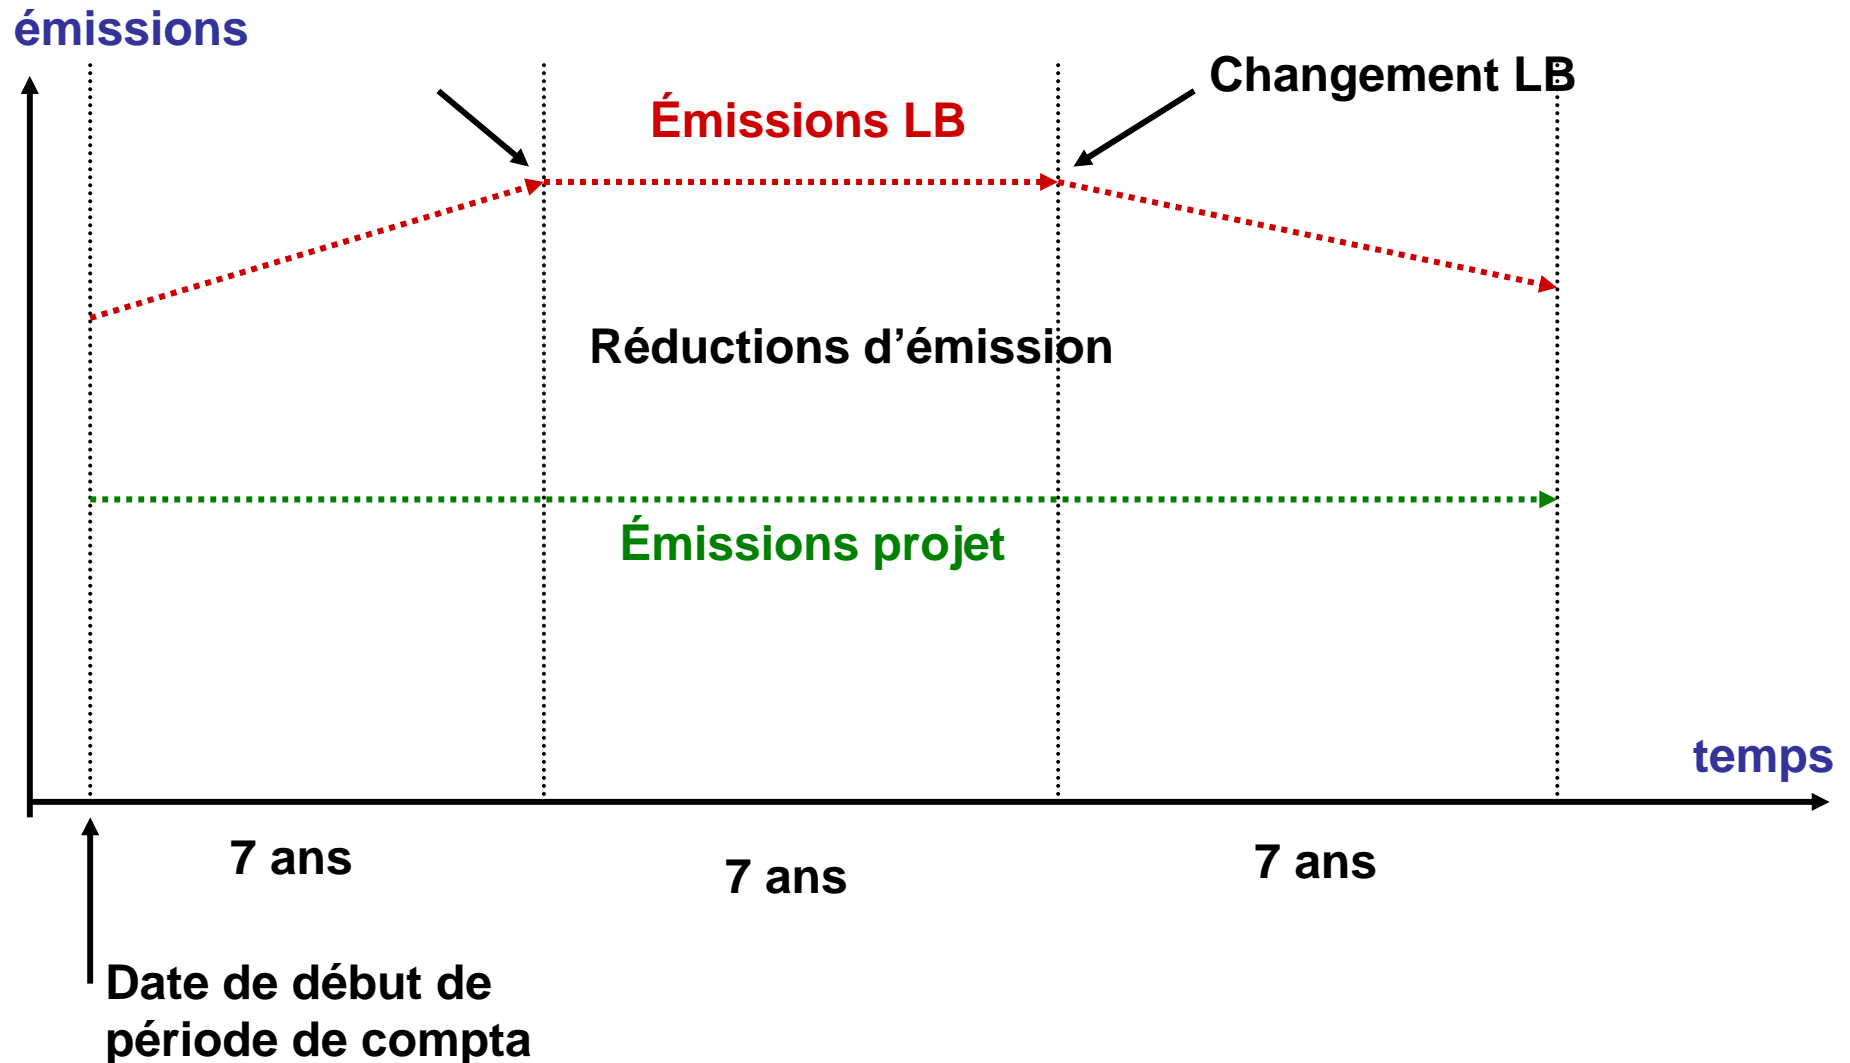 émissions
Changement LB
Émissions LB
Réductions d’émission
Émissions projet
temps
7 ans
7 ans
7 ans
Date de début de
période de compta